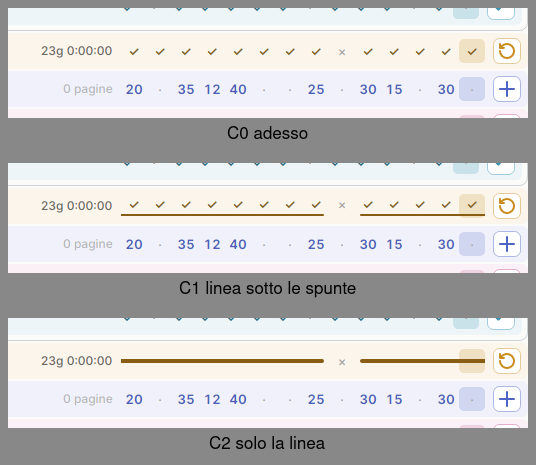 23g 0:00:00 ✓ ✓ ✓ ✓ ✓ ✓ ✓ ✓ × ✓ ✓ ✓ ✓ ✓
0 pagine 20 · 35 12 40 · · 25 · 30 15 · 30 · +
C0 adesso
23g 0:00:00 ✓ ✓ ✓ ✓ ✓ ✓ ✓ ✓ × ✓ ✓ ✓ ✓ ✓
0 pagine 20 · 35 12 40 · · 25 · 30 15 · 30 · +
C1 linea sotto le spunte
23g 0:00:00 ×
0 pagine 20 · 35 12 40 · · 25 · 30 15 · 30 · +
C2 solo la linea